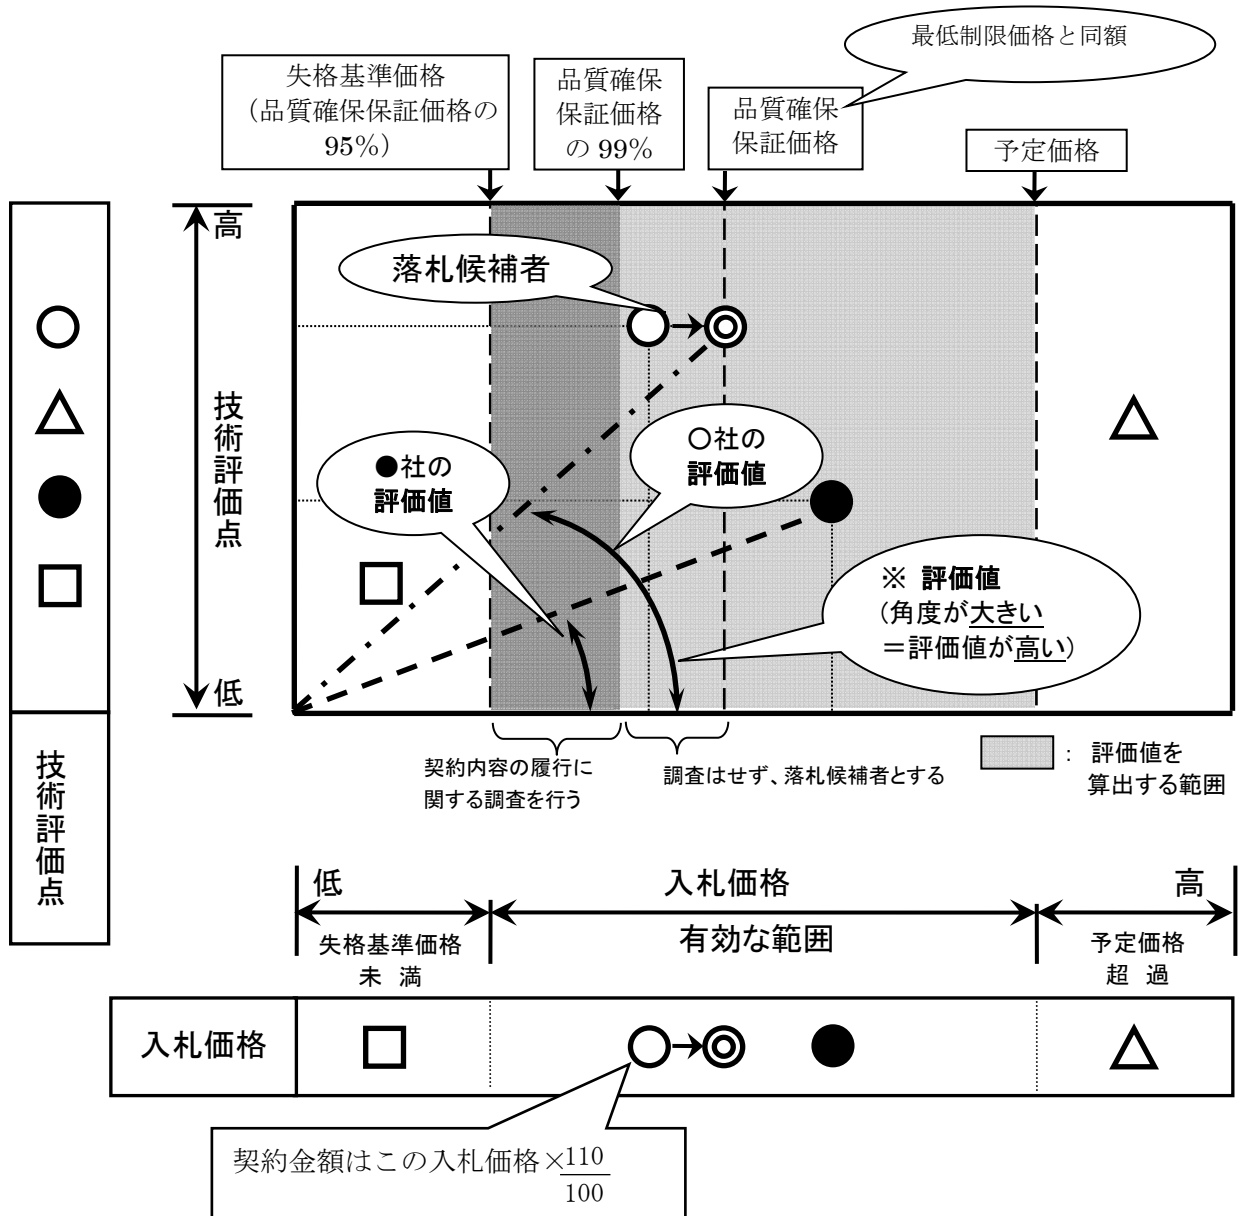 最低制限価格と同額
失格基準価格
（品質確保保証価格の
95%）
品質確保
保証価格
の 99%
品質確保
保証価格
予定価格
高
落札候補者
技術評価点
●社の
評価値
○社の
評価値
※ 評価値
（角度が大きい
＝評価値が高い）
低
技術評価点
契約内容の履行に
関する調査を行う
調査はせず、落札候補者とする
： 評価値を
算出する範囲
低
入札価格
高
失格基準価格
未 満
有効な範囲
予定価格
超 過
入札価格
契約金額はこの入札価格×110
100